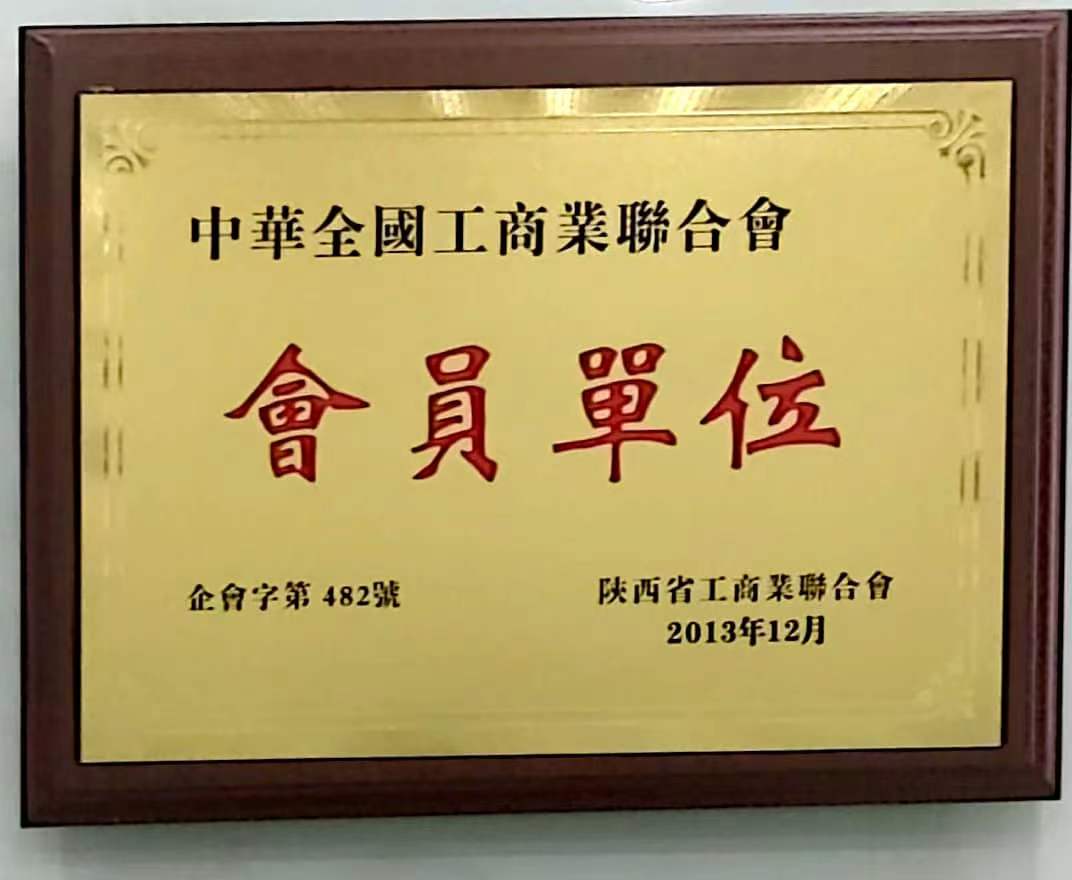 中華全國工商業聯合會
會員單位
企會字第 482號
陝西省工商業聯合會
2013年12月